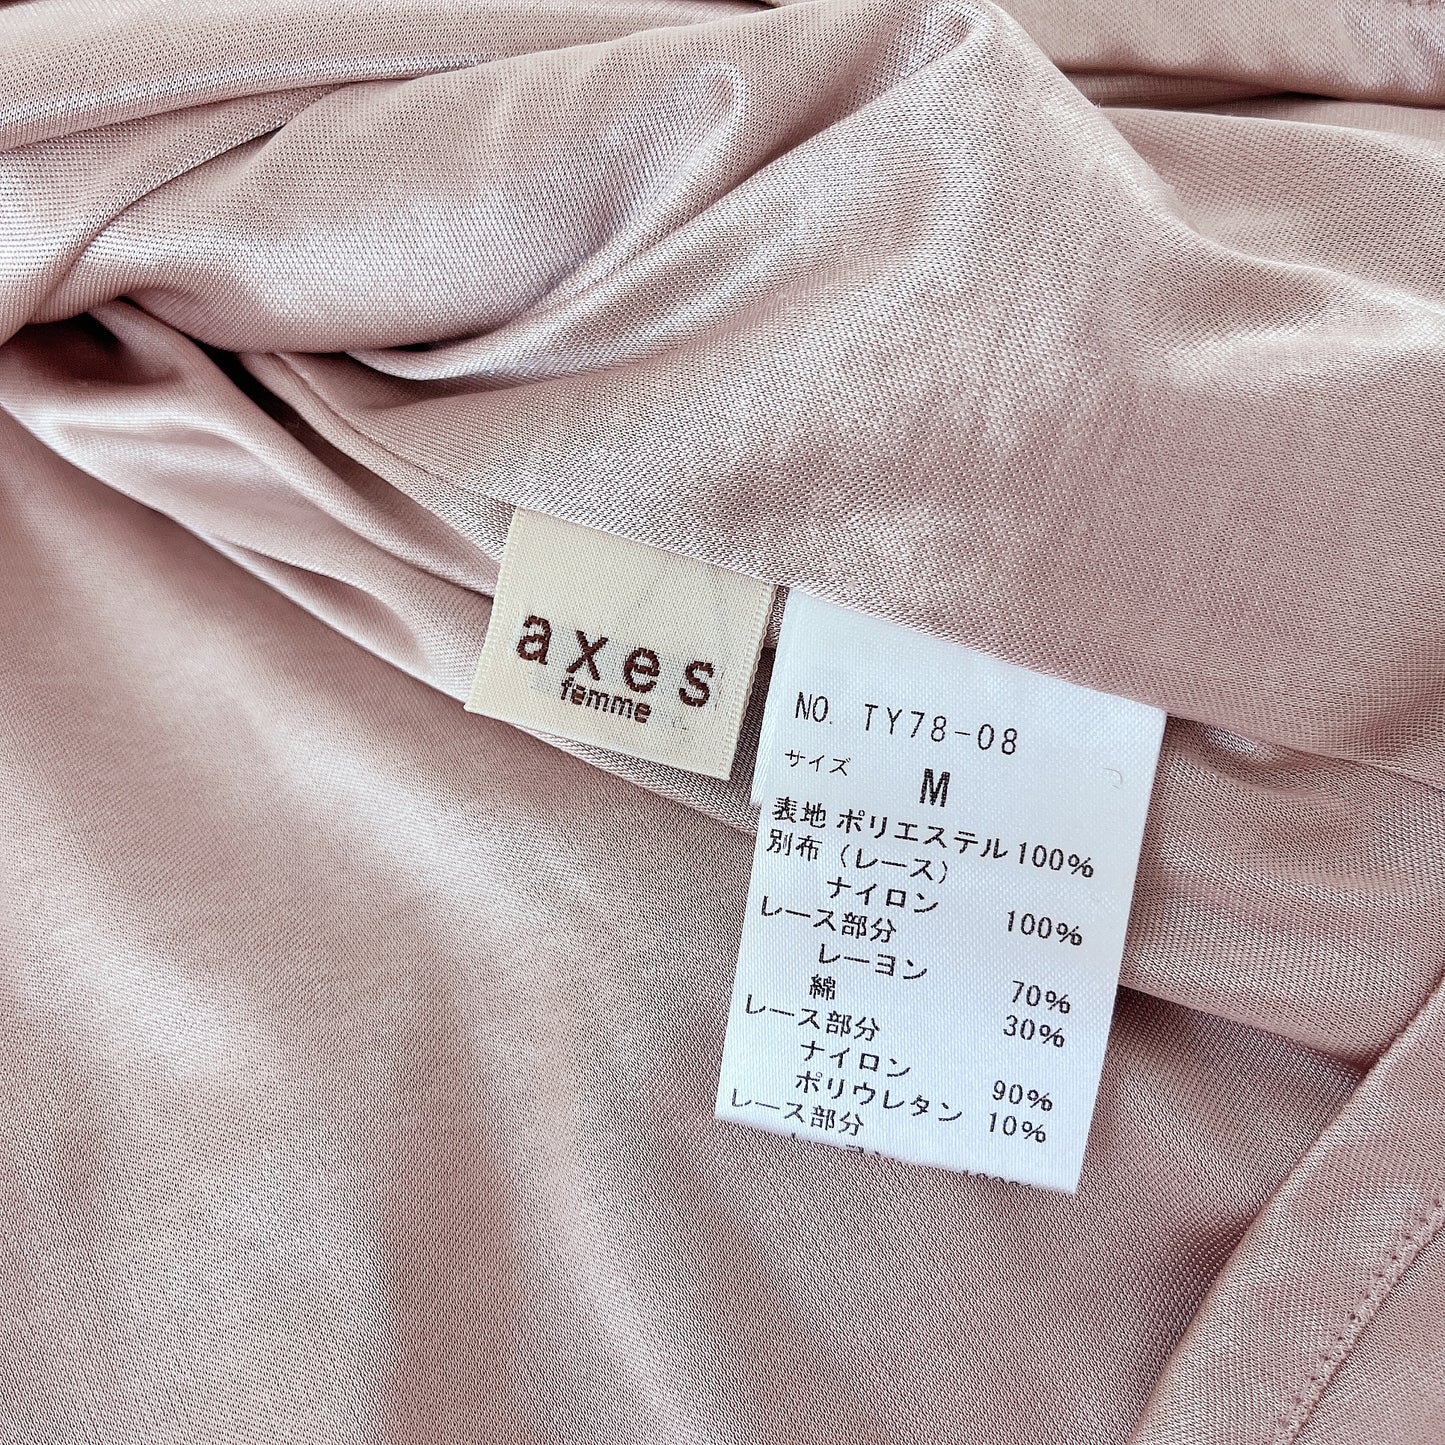 axes
femme
NO. TY78-08
サイズ M
表地 ポリエステル 100%
別布（レース）
ナイロン 100%
レース部分
レーヨン 70%
綿 30%
レース部分
ナイロン 90%
ポリウレタン 10%
レース部分